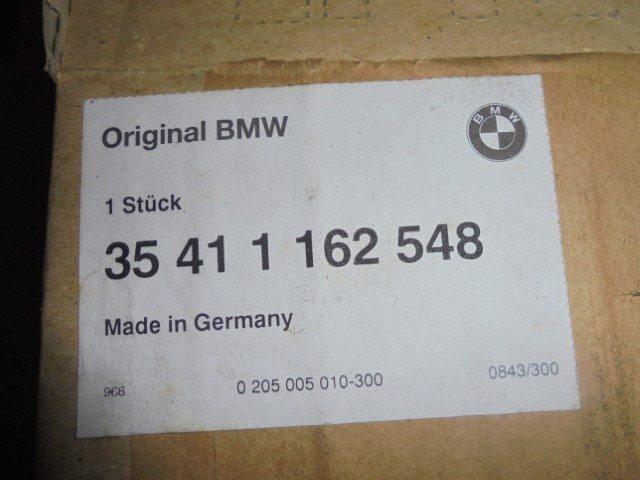 Original BMW
BMW
1 Stück
35 41 1 162 548
Made in Germany
966
0 205 005 010-300
0843/300